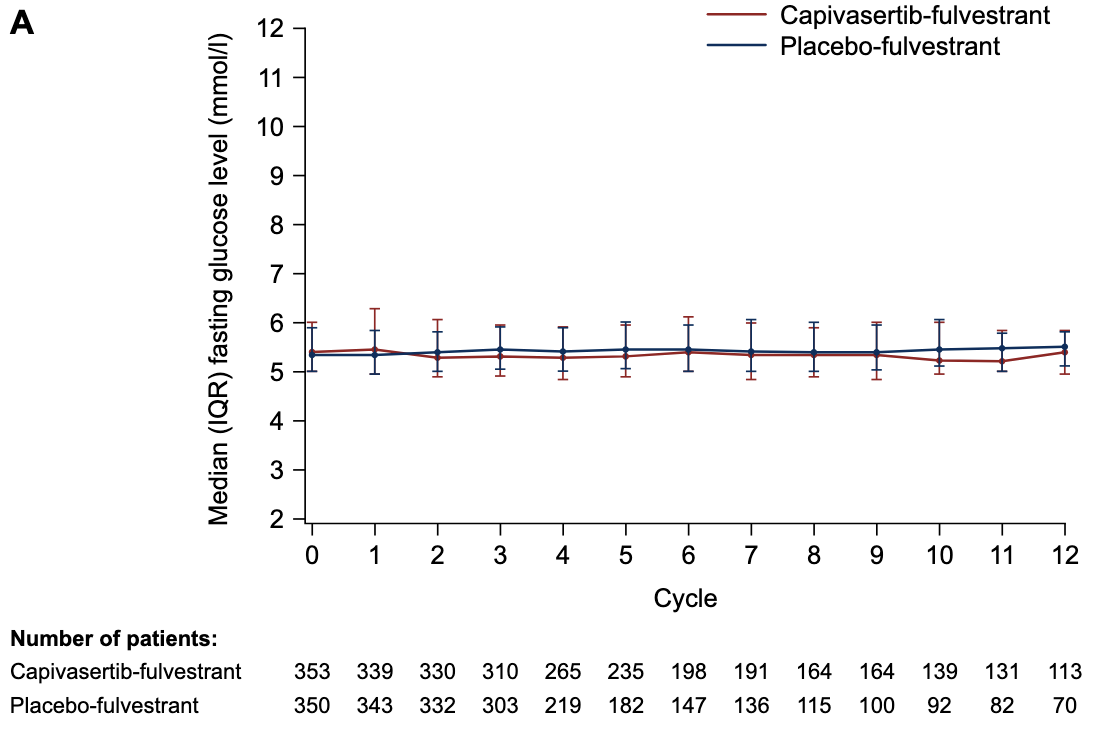 A
Capivasertib-fulvestrant
Placebo-fulvestrant
Median (IQR) fasting glucose level (mmol/l)
12
11
10
9
8
7
6
5
4
3
2
0 1 2 3 4 5 6 7 8 9 10 11 12
Cycle
Number of patients:
Capivasertib-fulvestrant 353 339 330 310 265 235 198 191 164 164 139 131 113
Placebo-fulvestrant 350 343 332 303 219 182 147 136 115 100 92 82 70